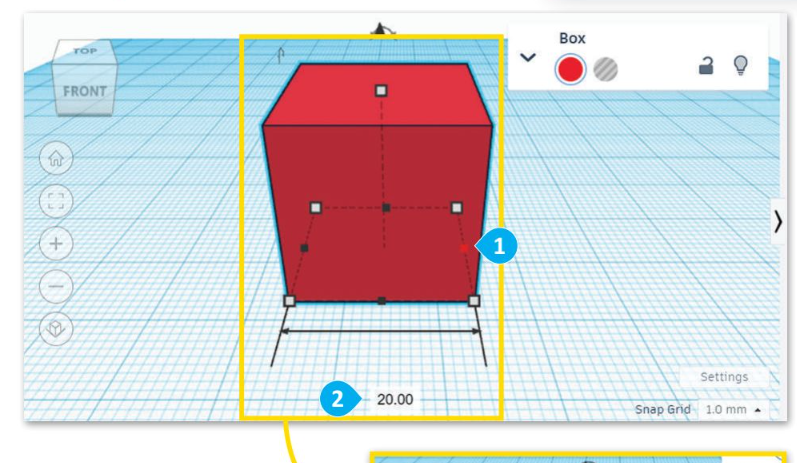 Box
TOP
FRONT
1
Settings
2
20.00
Snap Grid 1.0 mm